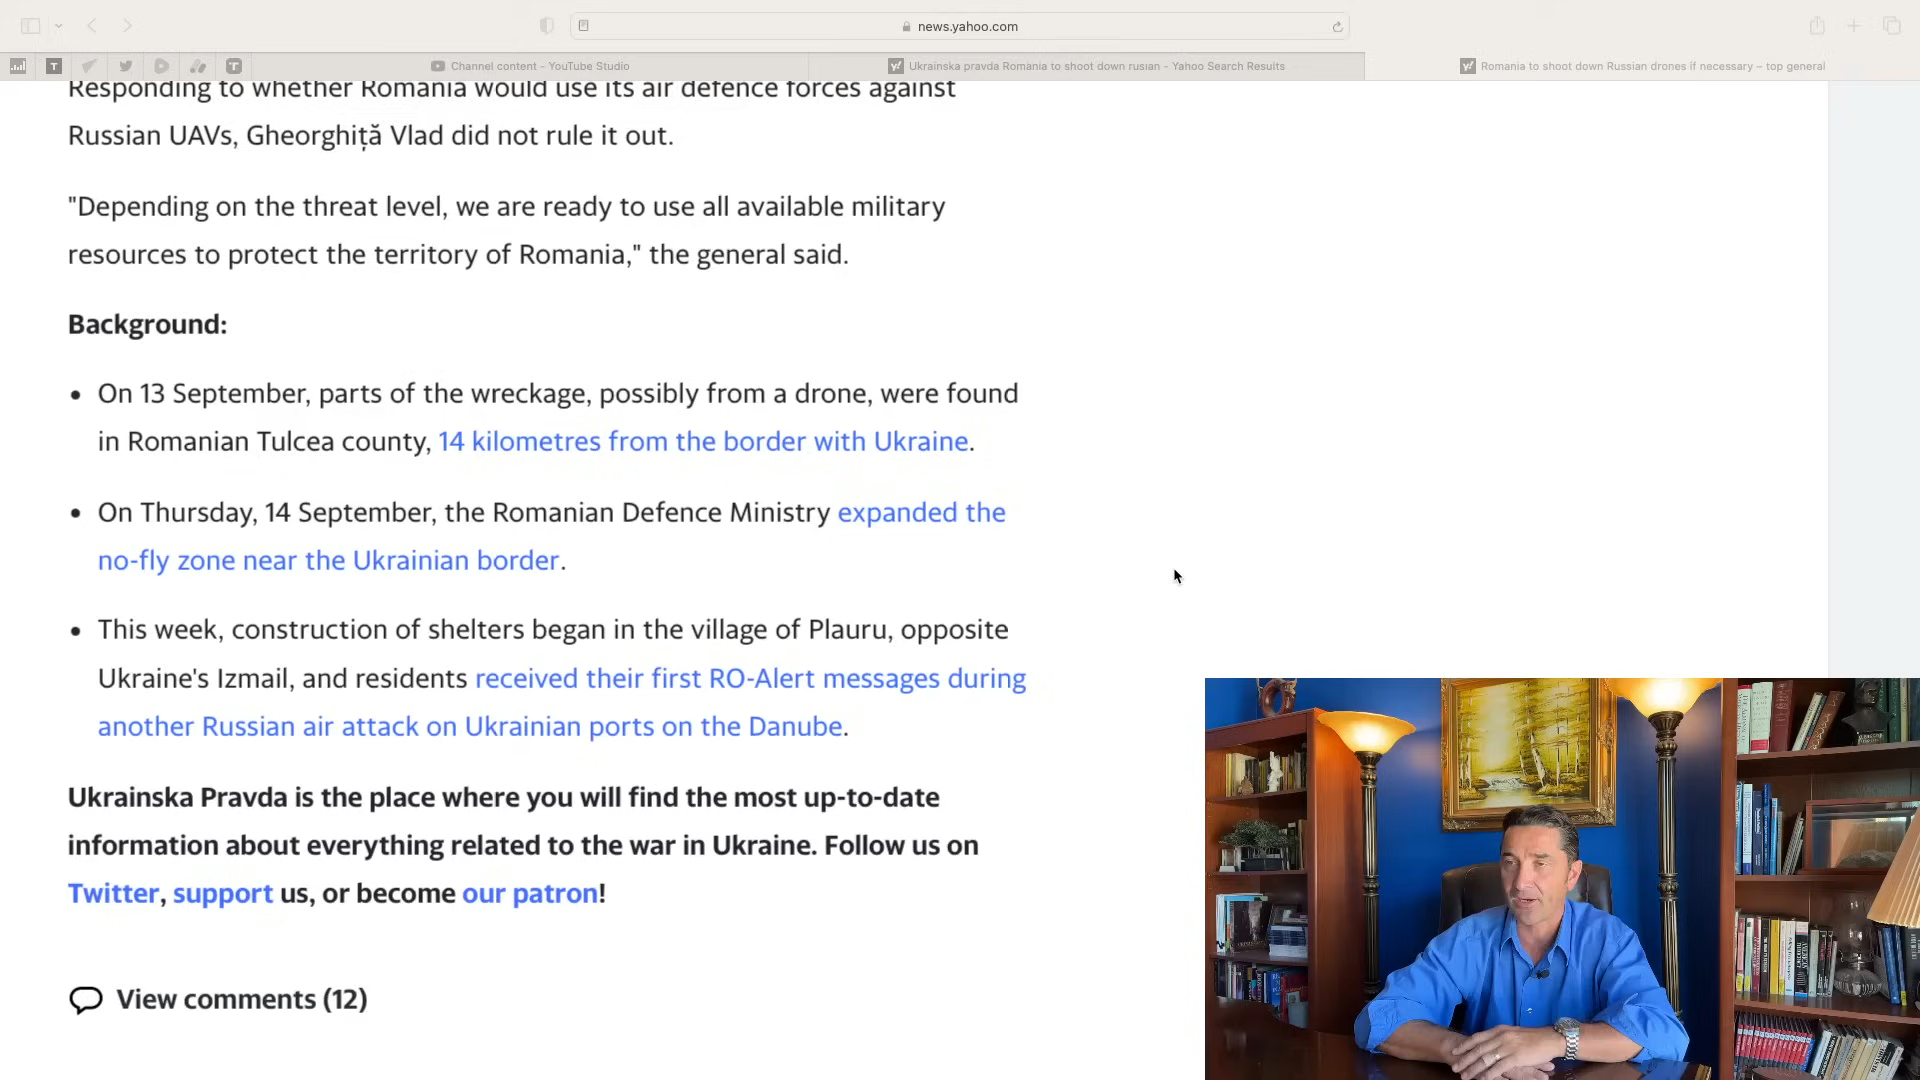 news.yahoo.com
T
T
Channel content - YouTube Studio
Ukrainska pravda Romania to shoot down rusian - Yahoo Search Results
Romania to shoot down Russian drones if necessary – top general
Responding to whether Romania would use its air defence forces against
Russian UAVs, Gheorghiță Vlad did not rule it out.
"Depending on the threat level, we are ready to use all available military
resources to protect the territory of Romania," the general said.
Background:
• On 13 September, parts of the wreckage, possibly from a drone, were found
in Romanian Tulcea county, 14 kilometres from the border with Ukraine.
• On Thursday, 14 September, the Romanian Defence Ministry expanded the
no-fly zone near the Ukrainian border.
• This week, construction of shelters began in the village of Plauru, opposite
Ukraine's Izmail, and residents received their first RO-Alert messages during
another Russian air attack on Ukrainian ports on the Danube.
Ukrainska Pravda is the place where you will find the most up-to-date
information about everything related to the war in Ukraine. Follow us on
Twitter, support us, or become our patron!
View comments (12)